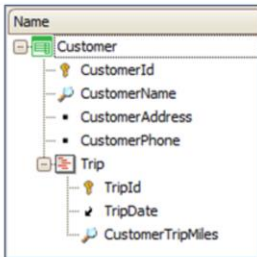 Name
Customer
CustomerId
CustomerName
CustomerAddress
CustomerPhone
Trip
TripId
TripDate
CustomerTripMiles